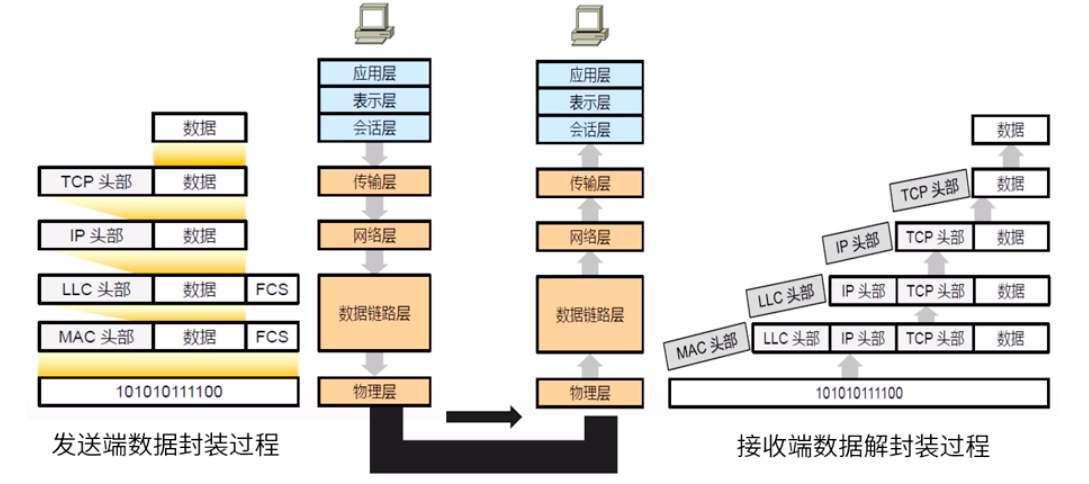 应用层
表示层
会话层
传输层
网络层
数据链路层
物理层
应用层
表示层
会话层
传输层
网络层
数据链路层
物理层
数据
TCP 头部 数据
IP 头部 数据
LLC 头部 数据 FCS
MAC 头部 数据 FCS
101010111100
发送端数据封装过程
数据
TCP 头部 数据
IP 头部 TCP 头部 数据
LLC 头部 IP 头部 TCP 头部 数据
MAC 头部 LLC 头部 IP 头部 TCP 头部 数据
101010111100
接收端数据解封装过程